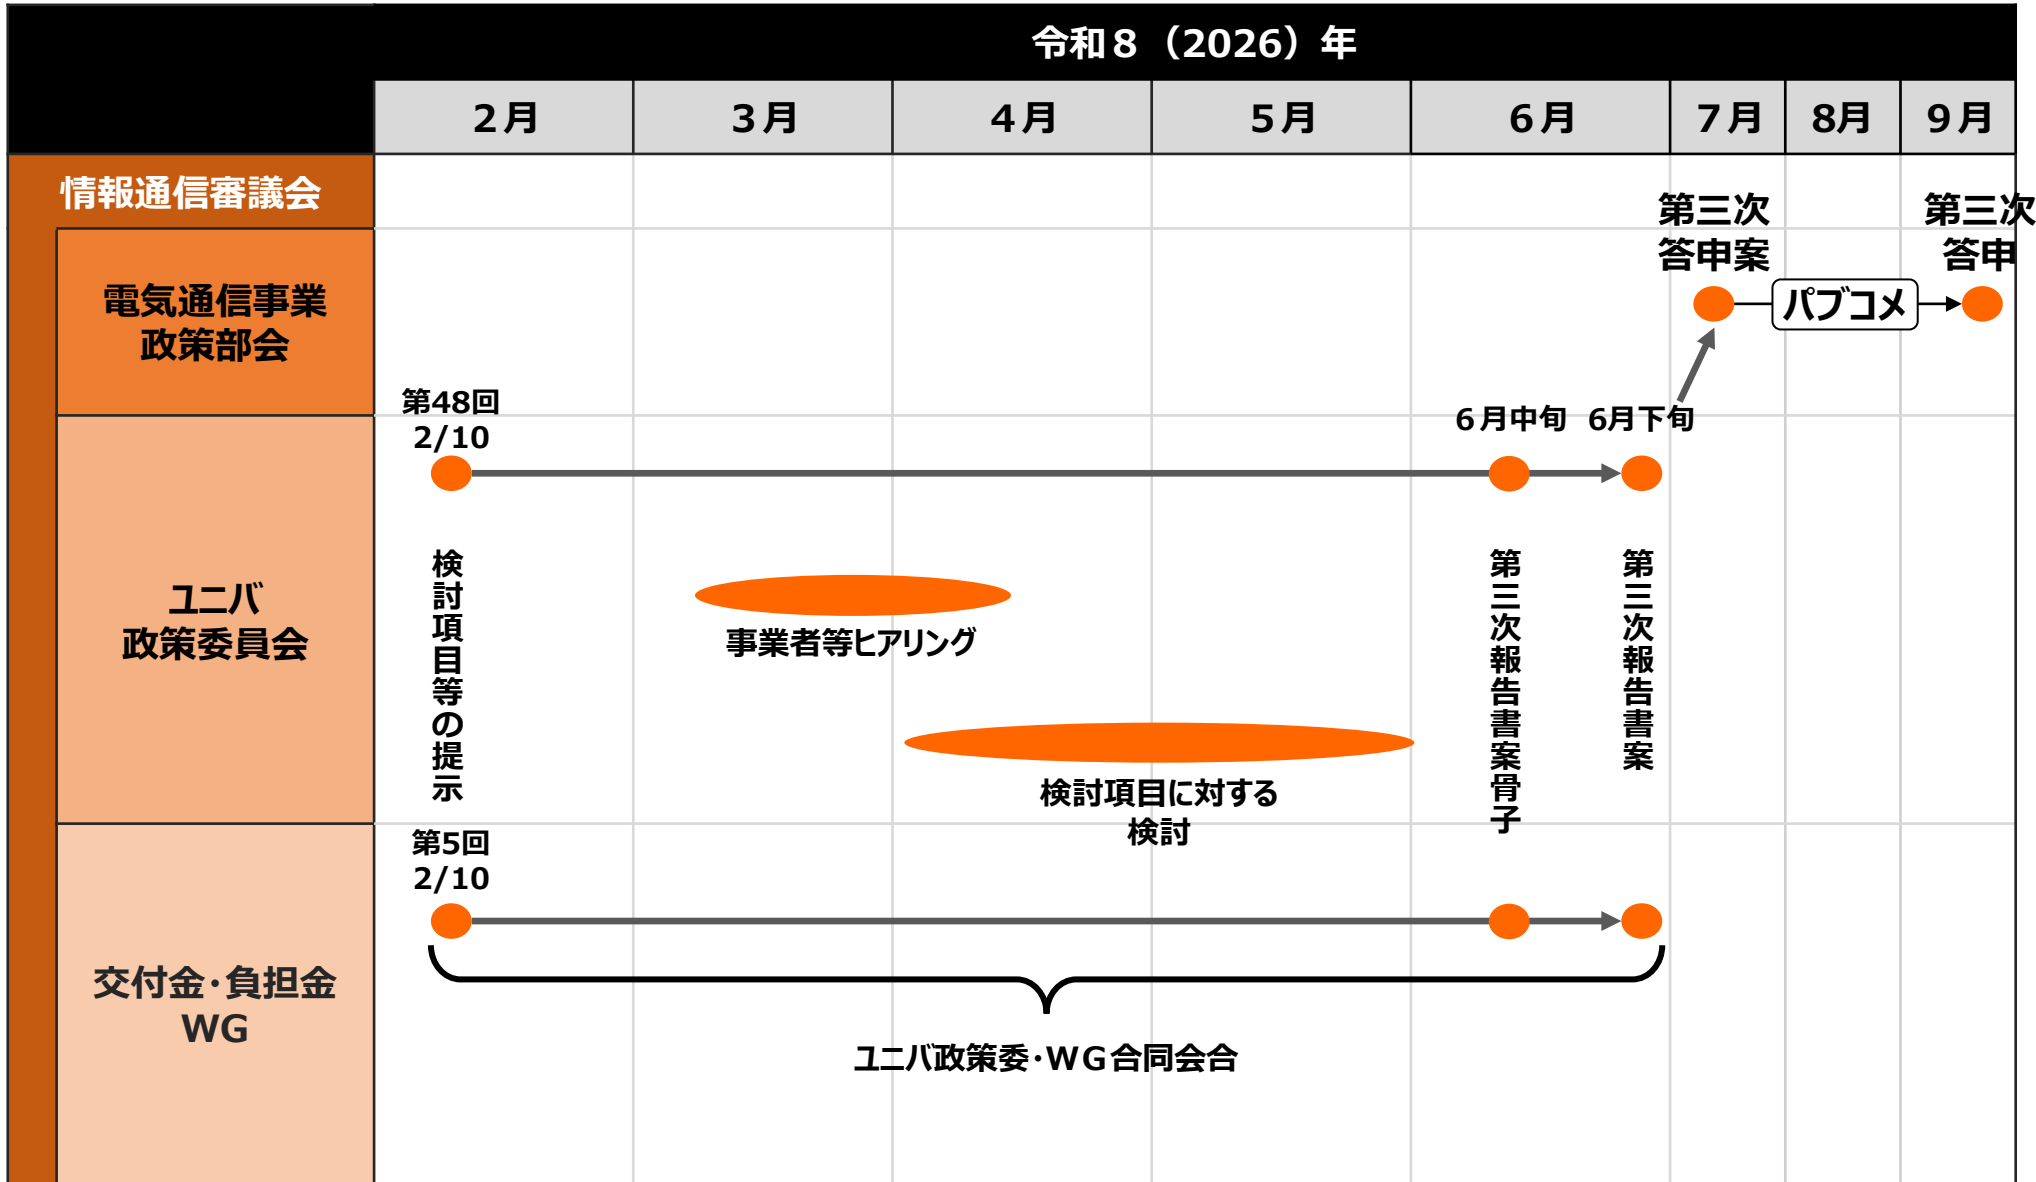 令和８（2026）年
２月
３月
４月
５月
６月
７月
8月
９月
情報通信審議会
第三次
答申案
第三次
答申
電気通信事業
政策部会
パブコメ
第48回
2/10
６月中旬
6月下旬
検討項目等の提示
事業者等ヒアリング
第三次報告書案骨子
第三次報告書案
ユニバ
政策委員会
検討項目に対する
検討
第5回
2/10
交付金・負担金
WG
ユニバ政策委・ＷＧ合同会合